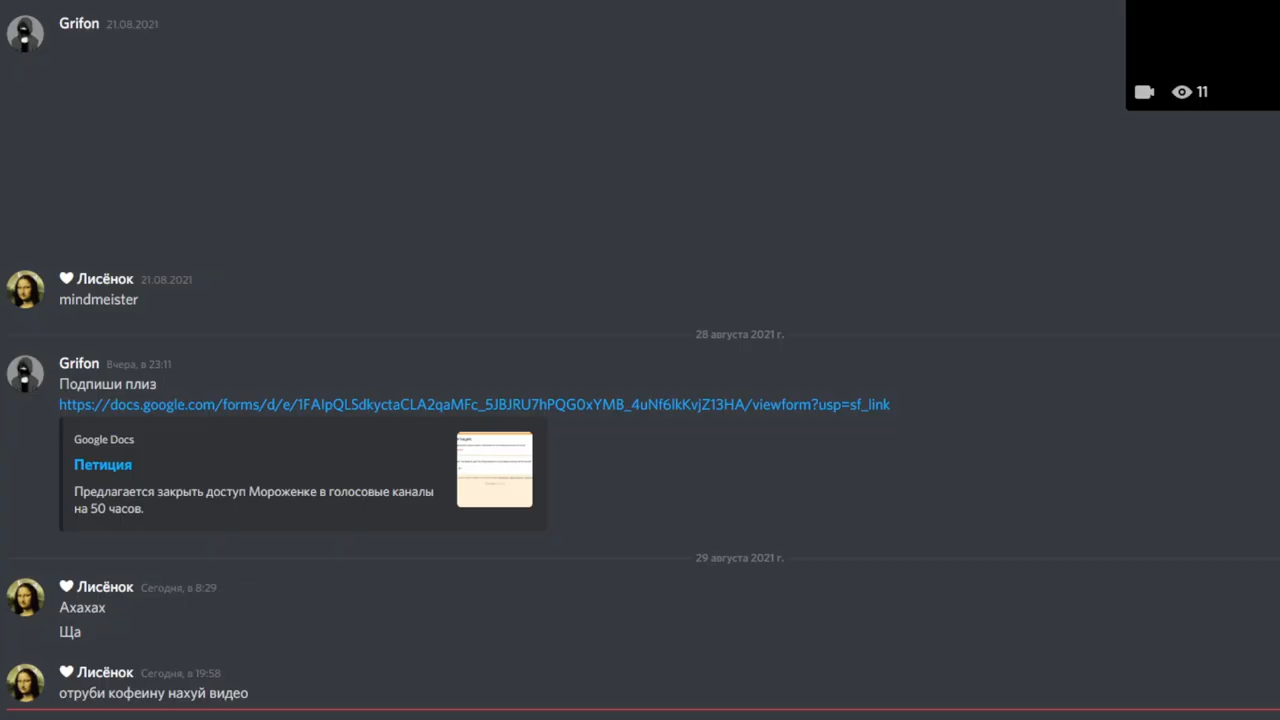 Grifon 21.08.2021
11
Лисёнок 21.08.2021
mindmeister
28 августа 2021 г.
Grifon Вчера, в 23:11
Подпиши плиз
https://docs.google.com/forms/d/e/1FAIpQLSdkyctaCLA2qaMFc_5JBJRU7hPQG0xYMB_4uNf6lkKvjZ13HA/viewform?usp=sf_link
Google Docs
Петиция
Предлагается закрыть доступ Мороженке в голосовые каналы
на 50 часов.
29 августа 2021 г.
Лисёнок Сегодня, в 8:29
Ахахах
Ща
Лисёнок Сегодня, в 19:58
отруби кофеину нахуй видео